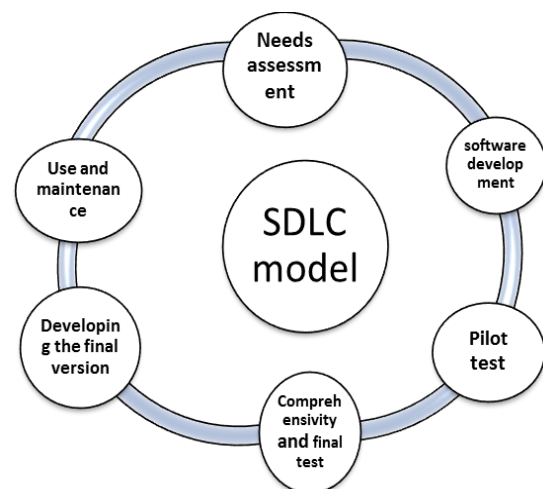 Needs
assessm
ent
software
develop
ment
Pilot
test
Compreh
ensivity
and final
test
Developin
g the final
version
Use and
maintenan
ce
SDLC
model